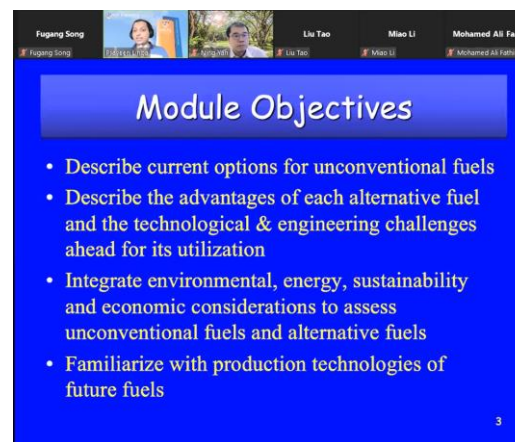 Fugang Song
Liu Tao
Miao Li
Mohamed Ali Fa
Fugang Song
Liu Tao
Miao Li
Mohamed Ali Fathi
Module Objectives
• Describe current options for unconventional fuels
• Describe the advantages of each alternative fuel
and the technological & engineering challenges
ahead for its utilization
• Integrate environmental, energy, sustainability
and economic considerations to assess
unconventional fuels and alternative fuels
• Familiarize with production technologies of
future fuels
3